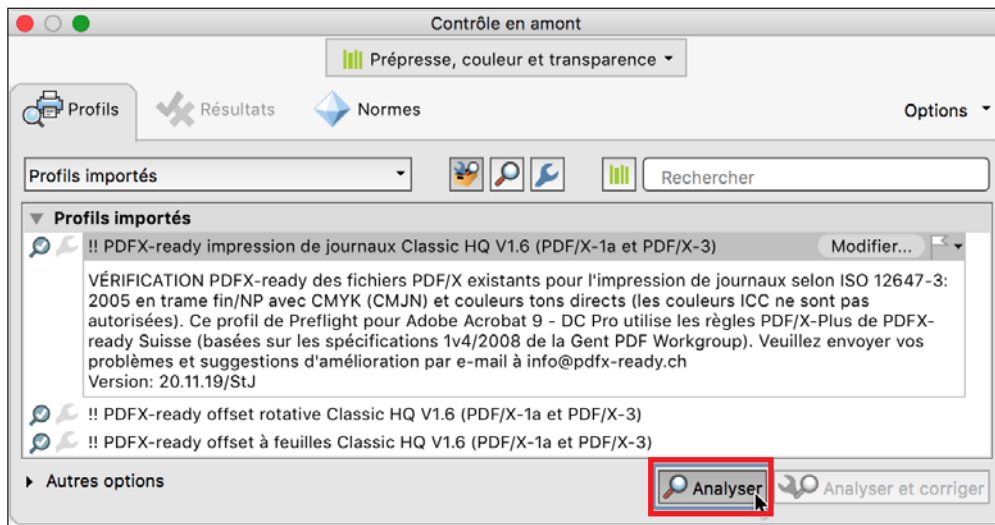 Contrôle en amont
Prépresse, couleur et transparence
Profils
Résultats
Normes
Options
Profils importés
Rechercher
Profils importés
!! PDFX-ready impression de journaux Classic HQ V1.6 (PDF/X-1a et PDF/X-3)
Modifier...
VÉRIFICATION PDFX-ready des fichiers PDF/X existants pour l'impression de journaux selon ISO 12647-3:
2005 en trame fin/NP avec CMYK (CMJN) et couleurs tons directs (les couleurs ICC ne sont pas
autorisées). Ce profil de Preflight pour Adobe Acrobat 9 - DC Pro utilise les règles PDF/X-Plus de PDFX-
ready Suisse (basées sur les spécifications 1v4/2008 de la Gent PDF Workgroup). Veuillez envoyer vos
problèmes et suggestions d'amélioration par e-mail à info@pdfx-ready.ch
Version: 20.11.19/StJ
!! PDFX-ready offset rotative Classic HQ V1.6 (PDF/X-1a et PDF/X-3)
!! PDFX-ready offset à feuilles Classic HQ V1.6 (PDF/X-1a et PDF/X-3)
Autres options
Analyser
Analyser et corriger